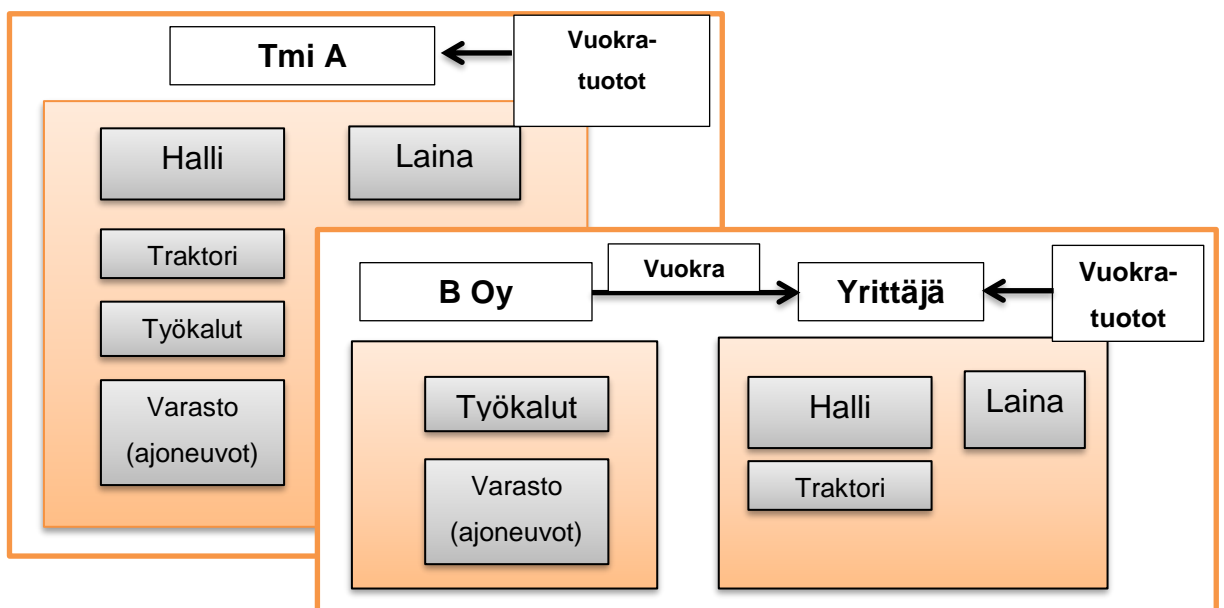 Tmi A
Vuokra-
tuotot
Halli
Laina
Traktori
Työkalut
Varasto
(ajoneuvot)
B Oy
Vuokra
Yrittäjä
Vuokra-
tuotot
Työkalut
Varasto
(ajoneuvot)
Halli
Laina
Traktori